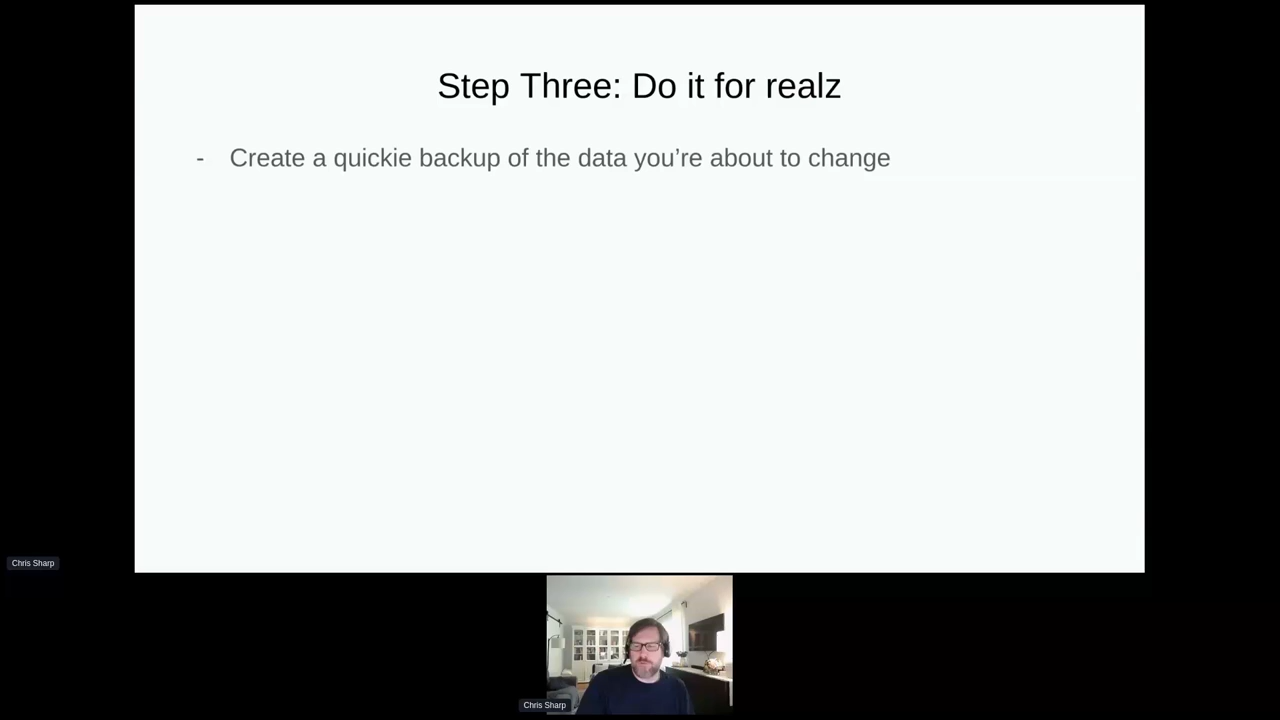 Step Three: Do it for realz
- Create a quickie backup of the data you’re about to change
Chris Sharp
Chris Sharp